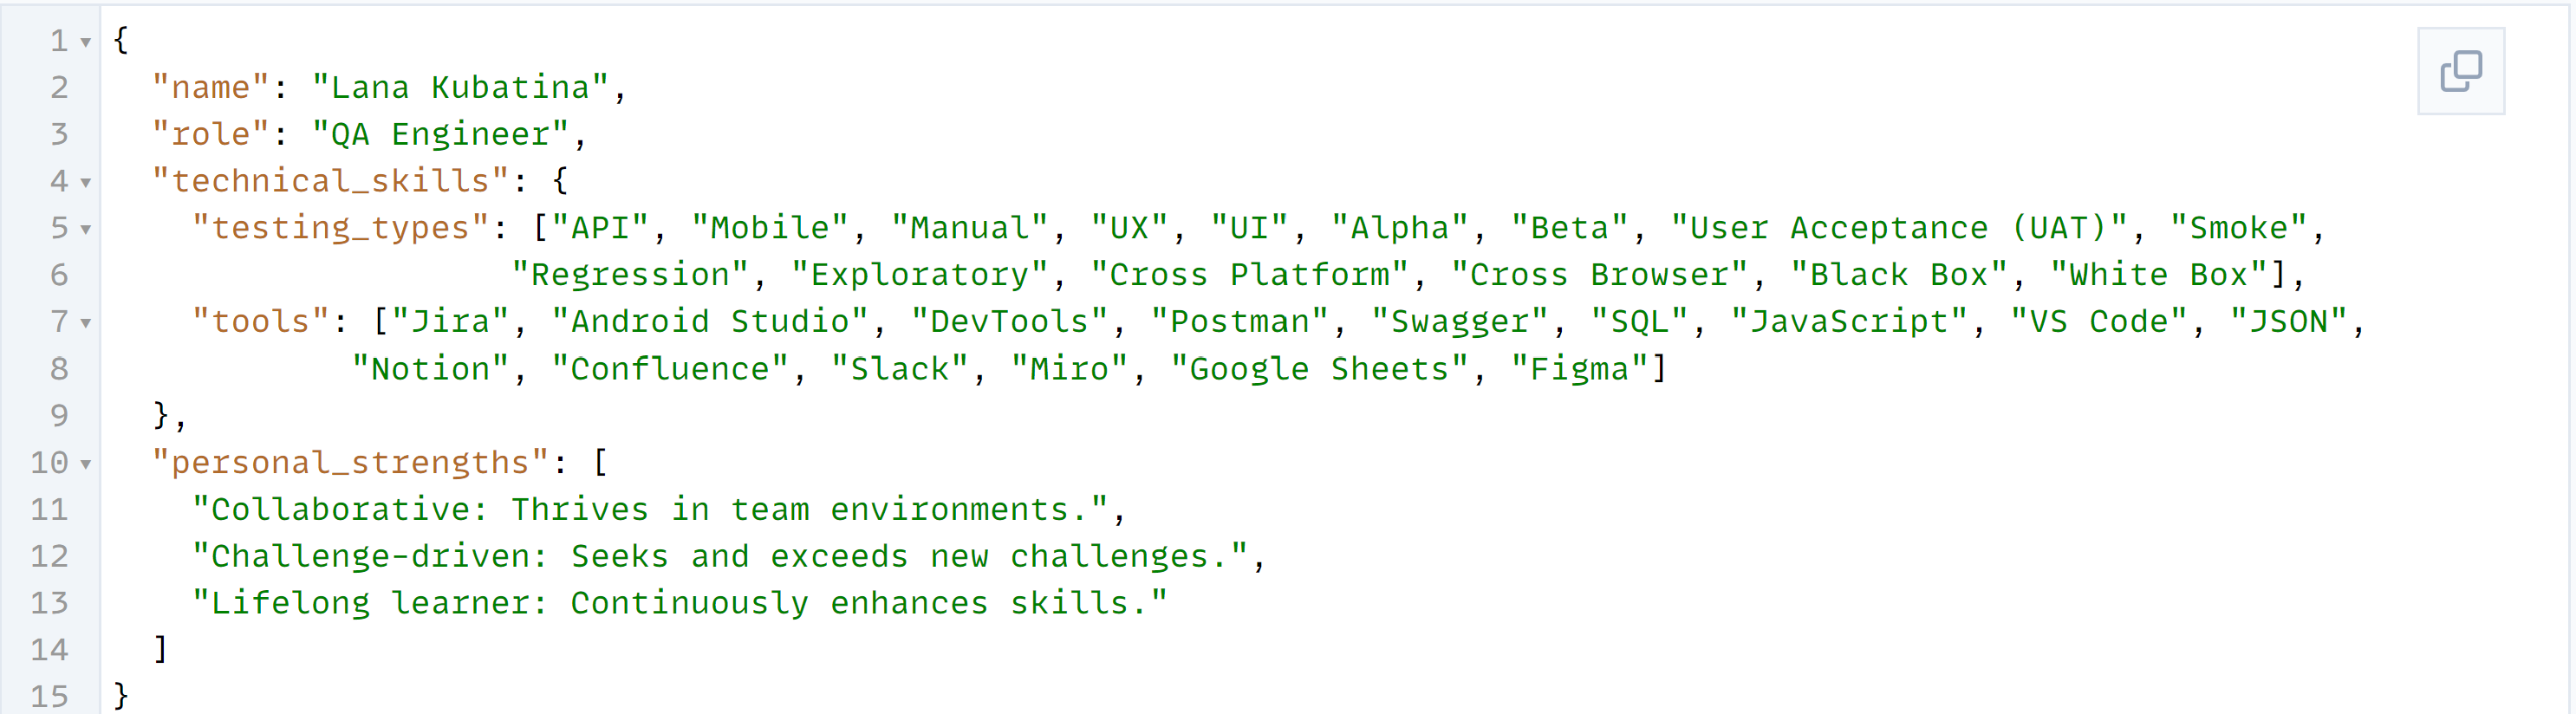 1 {
2 "name": "Lana Kubatina",
3 "role": "QA Engineer",
4 "technical_skills": {
5 "testing_types": ["API", "Mobile", "Manual", "UX", "UI", "Alpha", "Beta", "User Acceptance (UAT)", "Smoke",
6 "Regression", "Exploratory", "Cross Platform", "Cross Browser", "Black Box", "White Box"],
7 "tools": ["Jira", "Android Studio", "DevTools", "Postman", "Swagger", "SQL", "JavaScript", "VS Code", "JSON",
8 "Notion", "Confluence", "Slack", "Miro", "Google Sheets", "Figma"]
9 },
10 "personal_strengths": [
11 "Collaborative: Thrives in team environments.",
12 "Challenge-driven: Seeks and exceeds new challenges.",
13 "Lifelong learner: Continuously enhances skills."
14 ]
15 }